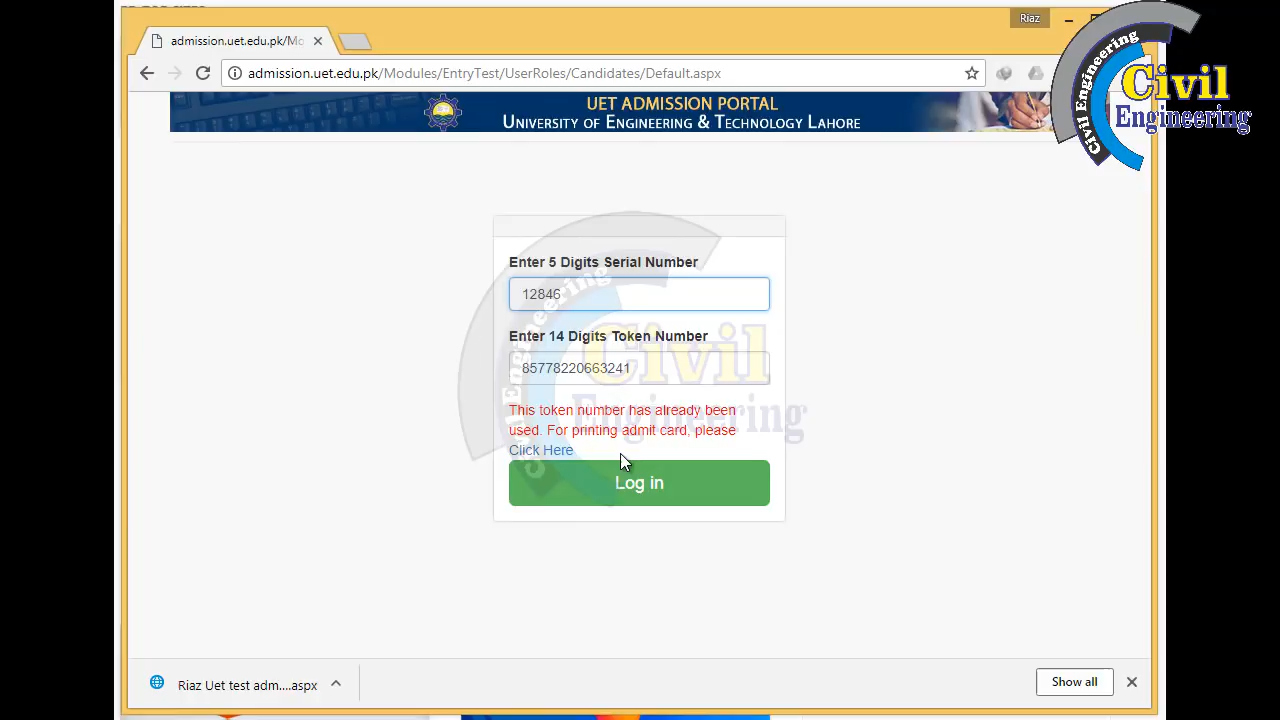 Riaz
admission.uet.edu.pk/Mo
admission.uet.edu.pk/Modules/EntryTest/UserRoles/Candidates/Default.aspx
Civil Engineering
Civil
Engineering
UET ADMISSION PORTAL
UNIVERSITY OF ENGINEERING & TECHNOLOGY LAHORE
Enter 5 Digits Serial Number
12846
Enter 14 Digits Token Number
85778220663241
Civil
Engineering
This token number has already been
used. For printing admit card, please
Click Here
Log in
Riaz Uet test adm....aspx
Show all